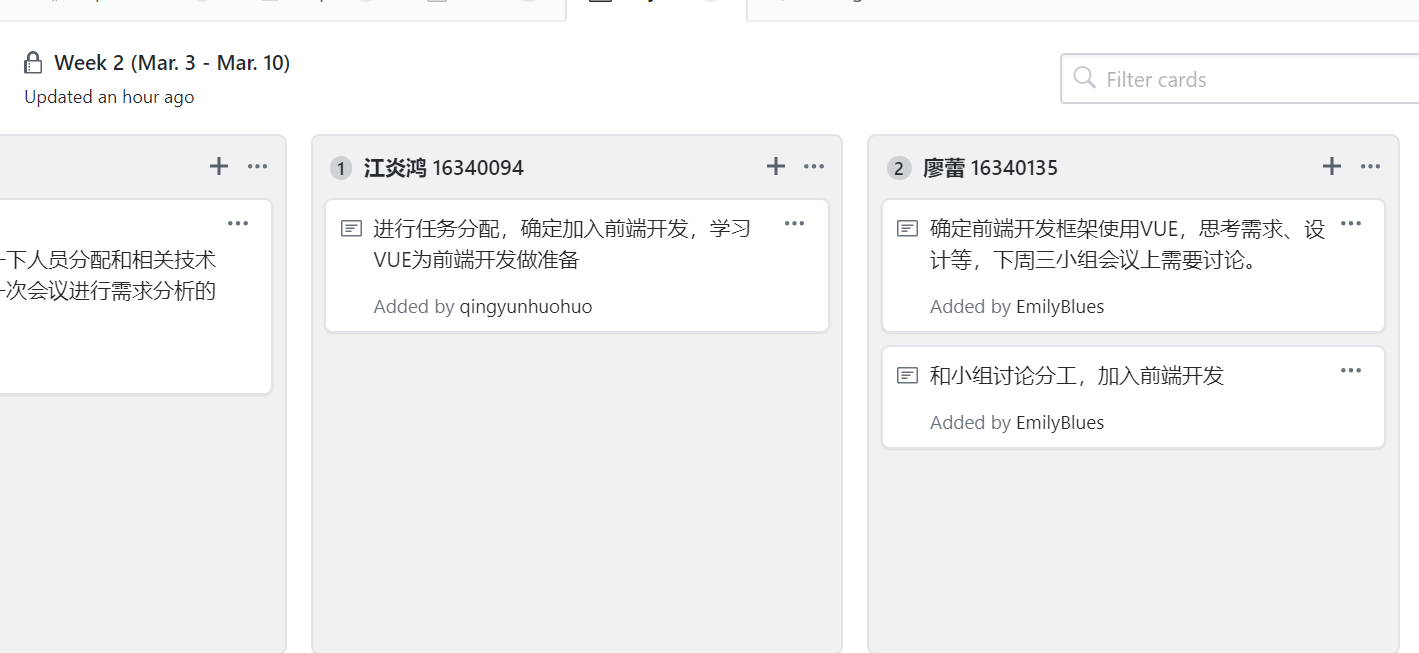 Week 2 (Mar. 3 - Mar. 10)
Updated an hour ago
Filter cards
下人员分配和相关技术
次会议进行需求分析的
1 江炎鸿 16340094
进行任务分配，确定加入前端开发，学习
VUE为前端开发做准备
Added by qingyunhuohuo
2 廖蕾 16340135
确定前端开发框架使用VUE，思考需求、设
计等，下周三小组会议上需要讨论。
Added by EmilyBlues
和小组讨论分工，加入前端开发
Added by EmilyBlues